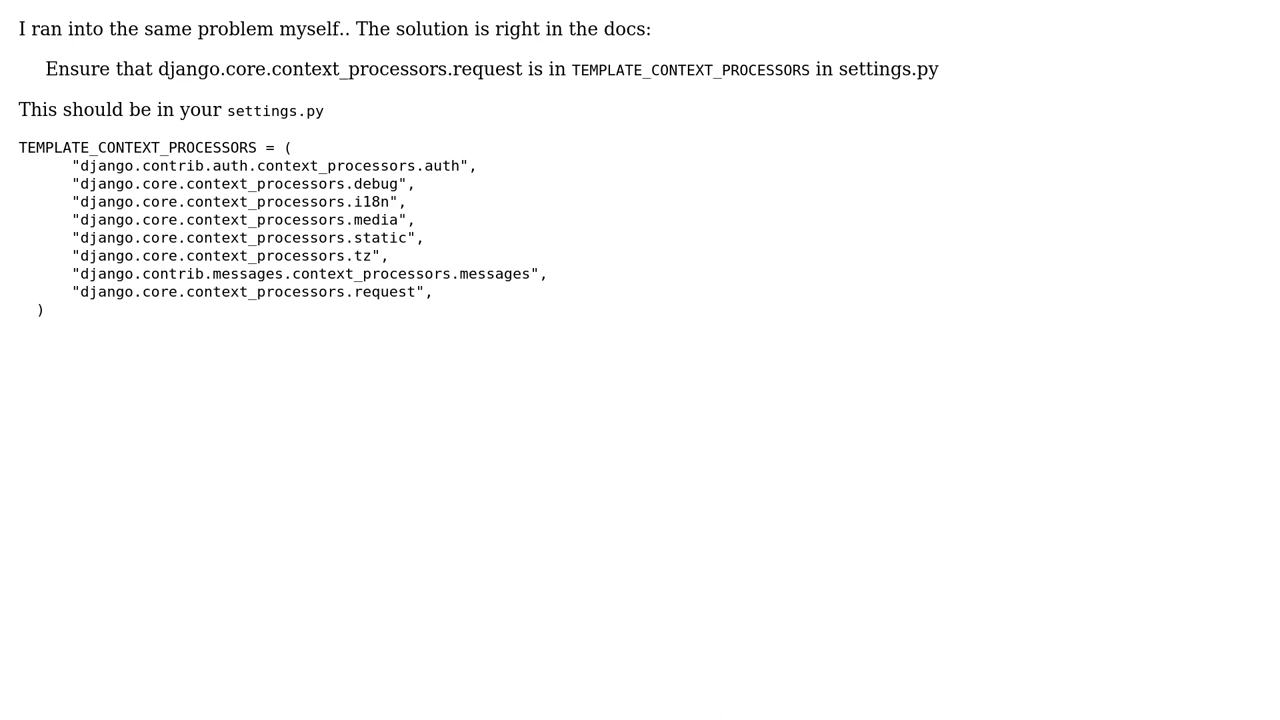 I ran into the same problem myself.. The solution is right in the docs:
Ensure that django.core.context_processors.request is in TEMPLATE_CONTEXT_PROCESSORS in settings.py
This should be in your settings.py
TEMPLATE_CONTEXT_PROCESSORS = (
      "django.contrib.auth.context_processors.auth",
      "django.core.context_processors.debug",
      "django.core.context_processors.i18n",
      "django.core.context_processors.media",
      "django.core.context_processors.static",
      "django.core.context_processors.tz",
      "django.contrib.messages.context_processors.messages",
      "django.core.context_processors.request",
  )